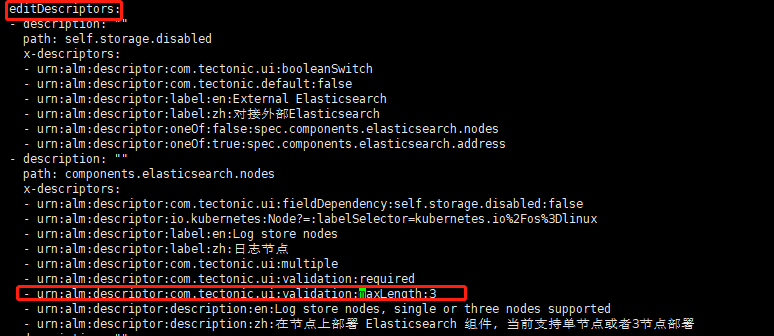 editDescriptors:
- description: ""
path: self.storage.disabled
x-descriptors:
- urn:alm:descriptor:com.tectonic.ui:booleanSwitch
- urn:alm:descriptor:com.tectonic.default:false
- urn:alm:descriptor:label:en:External Elasticsearch
- urn:alm:descriptor:label:zh:对接外部Elasticsearch
- urn:alm:descriptor:oneOf:false:spec.components.elasticsearch.nodes
- urn:alm:descriptor:oneOf:true:spec.components.elasticsearch.address
- description: ""
path: components.elasticsearch.nodes
x-descriptors:
- urn:alm:descriptor:com.tectonic.ui:fieldDependency:self.storage.disabled:false
- urn:alm:descriptor:io.kubernetes:Node?=:labelSelector=kubernetes.io%2Fos%3Dlinux
- urn:alm:descriptor:label:en:Log store nodes
- urn:alm:descriptor:label:zh:日志节点
- urn:alm:descriptor:com.tectonic.ui:multiple
- urn:alm:descriptor:com.tectonic.ui:validation:required
- urn:alm:descriptor:com.tectonic.ui:validation:maxLength:3
- urn:alm:descriptor:description:en:Log store nodes, single or three nodes supported
- urn:alm:descriptor:description:zh:在节点上部署 Elasticsearch 组件, 当前支持单节点或者3节点部署
- description: ""